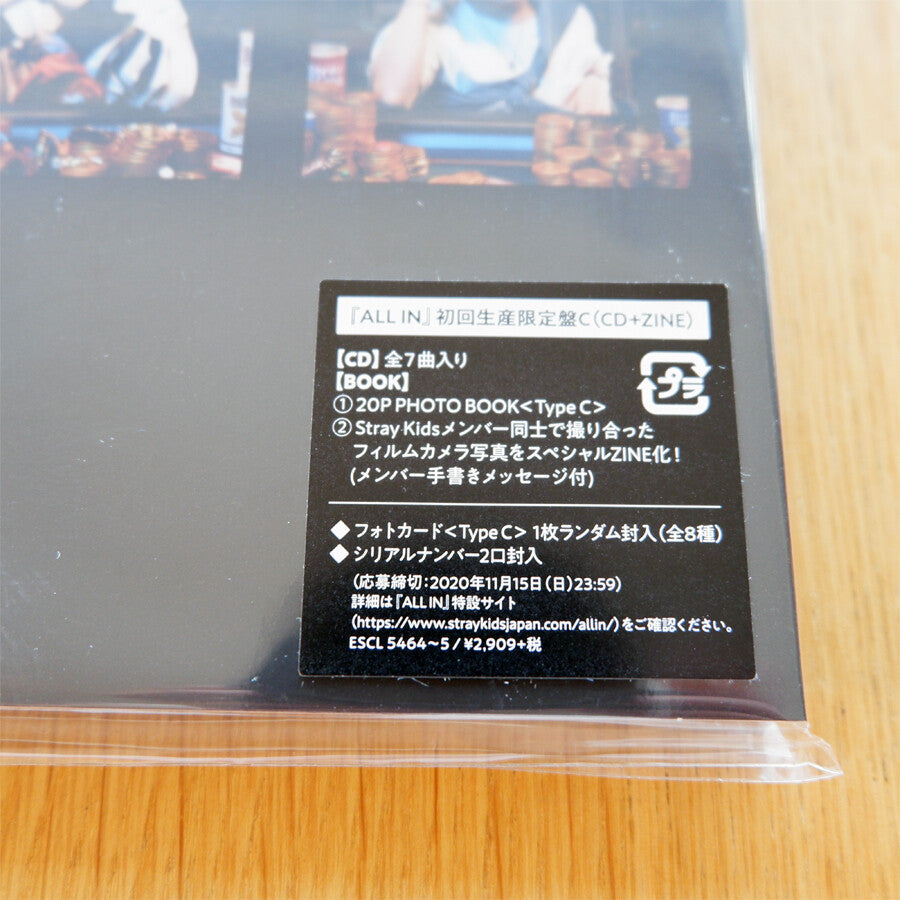 『ALL IN』初回生産限定盤C（CD+ZINE）
【CD】全7曲入り
【BOOK】
① 20P PHOTO BOOK＜Type C＞
② Stray Kidsメンバー同士で撮り合った
フィルムカメラ写真をスペシャルZINE化！
(メンバー手書きメッセージ付)
プラ
◆ フォトカード＜Type C＞ 1枚ランダム封入（全8種）
◆ シリアルナンバー2口封入
（応募締切：2020年11月15日（日）23:59）
詳細は『ALL IN』特設サイト
（https://www.straykidsjapan.com/allin/）をご確認ください。
ESCL 5464～5 / ¥2,909+税